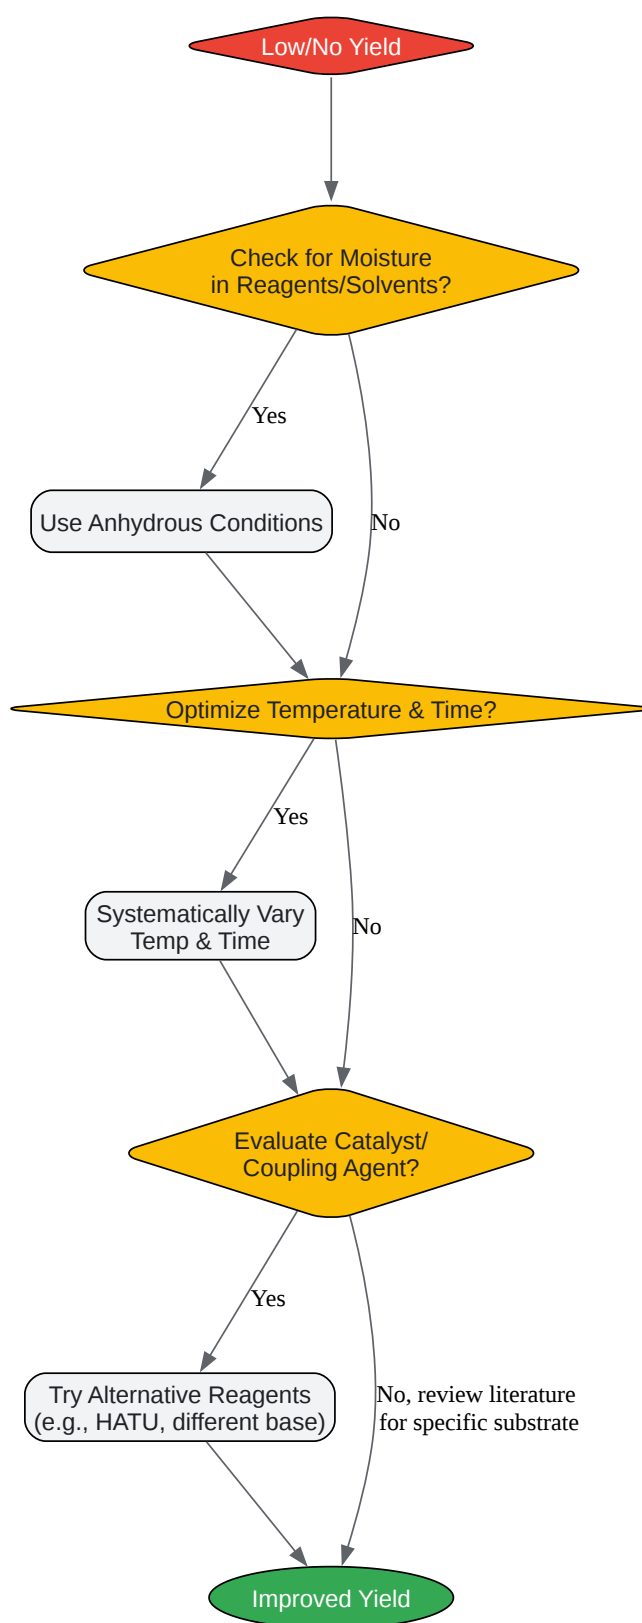 Low/No Yield
Check for Moisture
in Reagents/Solvents?
Yes
Use Anhydrous Conditions
No
Optimize Temperature & Time?
Yes
Systematically Vary
Temp & Time
No
Evaluate Catalyst/
Coupling Agent?
Yes
Try Alternative Reagents
(e.g., HATU, different base)
No, review literature
for specific substrate
Improved Yield